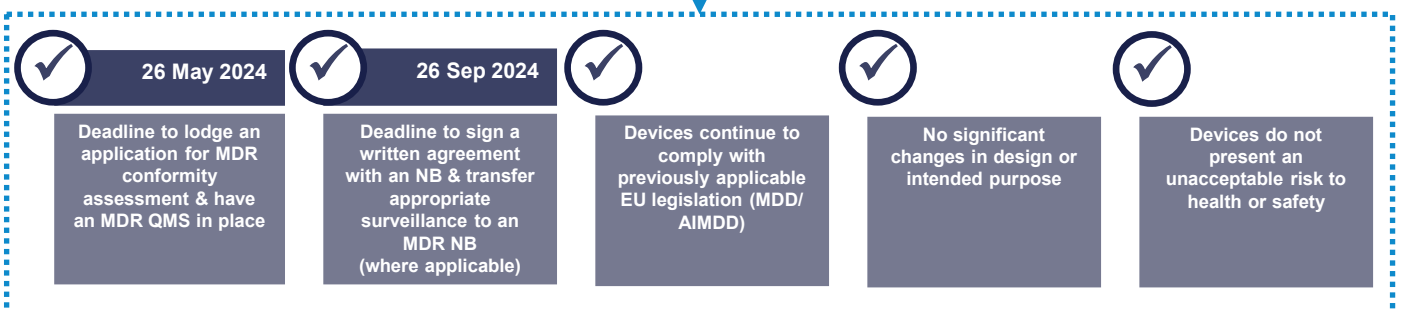 26 May 2024
Deadline to lodge an
application for MDR
conformity
assessment & have
an MDR QMS in place
26 Sep 2024
Deadline to sign a
written agreement
with an NB & transfer
appropriate
surveillance to an
MDR NB
(where applicable)
Devices continue to
comply with
previously applicable
EU legislation (MDD/
AIMDD)
No significant
changes in design or
intended purpose
Devices do not
present an
unacceptable risk to
health or safety